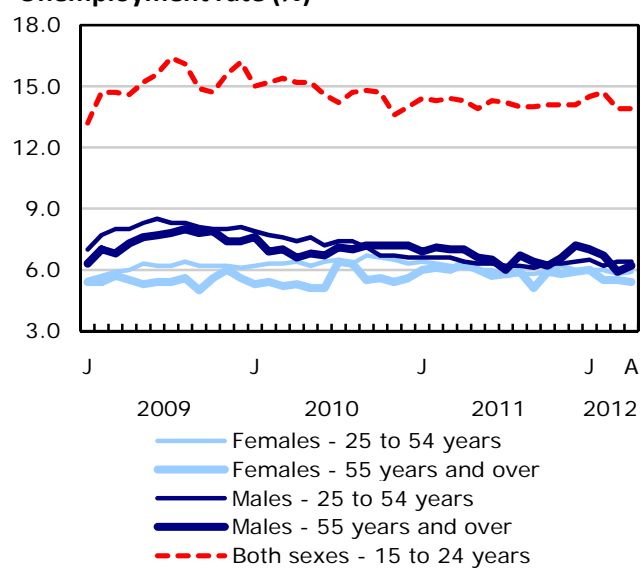 Unemployment rate (%)
18.0
15.0
12.0
9.0
6.0
3.0
J J J J A
2009 2010 2011 2012
Females - 25 to 54 years
Females - 55 years and over
Males - 25 to 54 years
Males - 55 years and over
Both sexes - 15 to 24 years